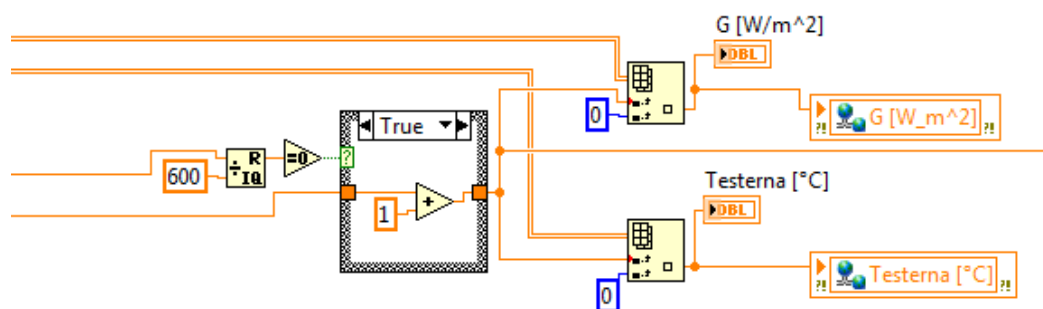 G [W/m^2]
DBL
0
?! G [W_m^2] ?!
True
÷ R
IQ
=0
?
600
1
+
Testerna [°C]
DBL
0
?! Testerna [°C] ?!